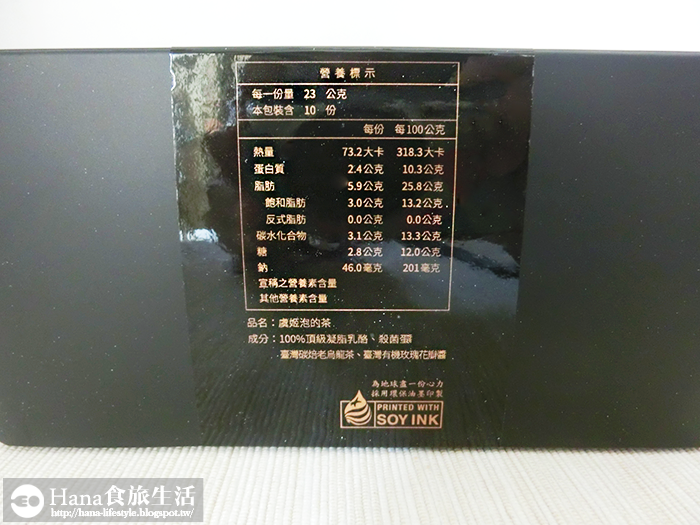 營養標示
每一份量 23 公克
本包裝含 10 份
每份 每100公克
熱量 73.2大卡 318.3大卡
蛋白質 2.4公克 10.3公克
脂肪 5.9公克 25.8公克
飽和脂肪 3.0公克 13.2公克
反式脂肪 0.0公克 0.0公克
碳水化合物 3.1公克 13.3公克
糖 2.8公克 12.0公克
鈉 46.0毫克 201毫克
宣稱之營養素含量
其他營養素含量
品名：虞姬泡的茶
成分：100%頂級凝脂乳酪、殺菌蛋
臺灣碳焙老烏龍茶、臺灣有機玫瑰花瓣醬
為地球盡一份心力
採用環保油墨印製
PRINTED WITH
SOY INK
Hana食旅生活
http://hana-lifestyle.blogspot.tw/